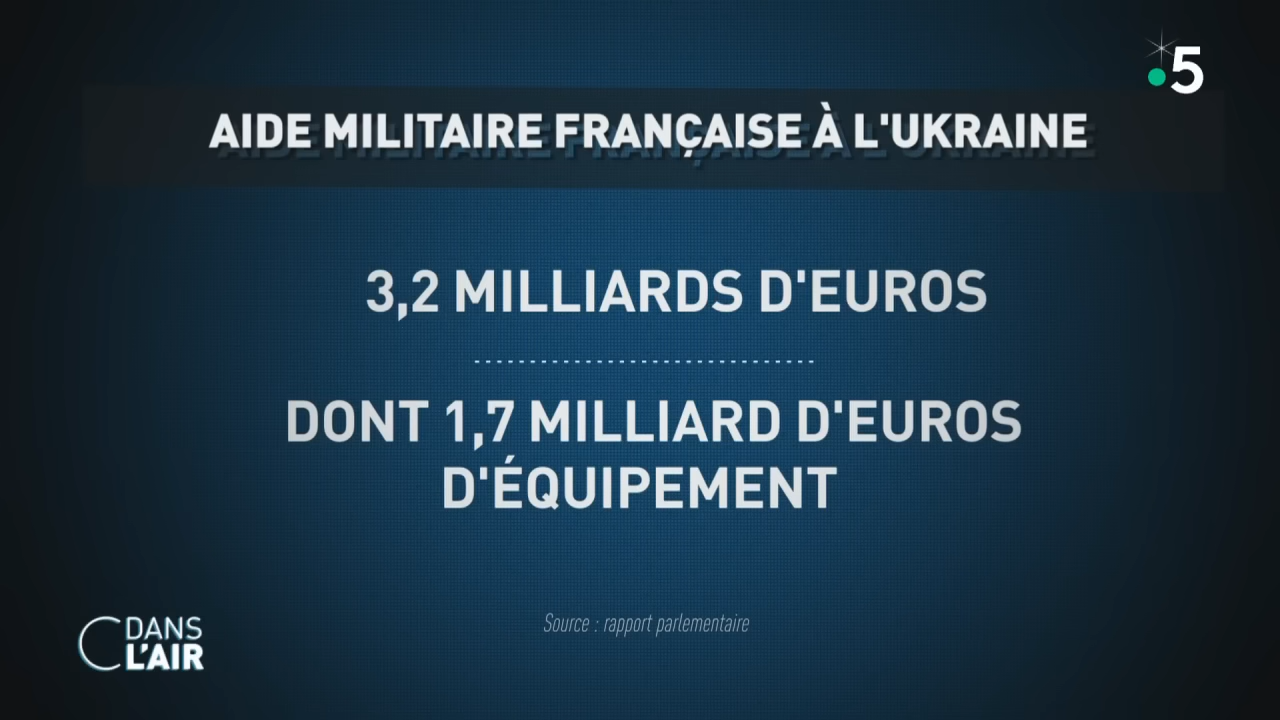 5
AIDE MILITAIRE FRANÇAISE À L'UKRAINE
3,2 MILLIARDS D'EUROS
DONT 1,7 MILLIARD D'EUROS
D'ÉQUIPEMENT
Source : rapport parlementaire
C DANS
L'AIR